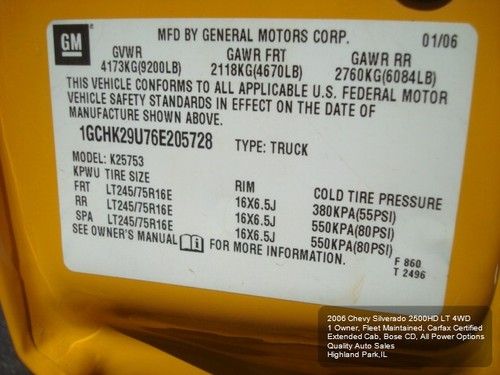 GM
MFD BY GENERAL MOTORS CORP. 01/06
GVWR GAWR FRT GAWR RR
4173KG(9200LB) 2118KG(4670LB) 2760KG(6084LB)
THIS VEHICLE CONFORMS TO ALL APPLICABLE U.S. FEDERAL MOTOR
VEHICLE SAFETY STANDARDS IN EFFECT ON THE DATE OF
MANUFACTURE SHOWN ABOVE.
1GCHK29U76E205728 TYPE: TRUCK
MODEL: K25753
KPWU TIRE SIZE RIM COLD TIRE PRESSURE
FRT LT245/75R16E 16X6.5J 380KPA(55PSI)
RR LT245/75R16E 16X6.5J 550KPA(80PSI)
SPA LT245/75R16E 16X6.5J 550KPA(80PSI)
SEE OWNER'S MANUAL FOR MORE INFORMATION.
F 860
T 2496
2006 Chevy Silverado 2500HD LT 4WD
1 Owner, Fleet Maintained, Carfax Certified
Extended Cab, Bose CD, All Power Options
Quality Auto Sales
Highland Park,IL